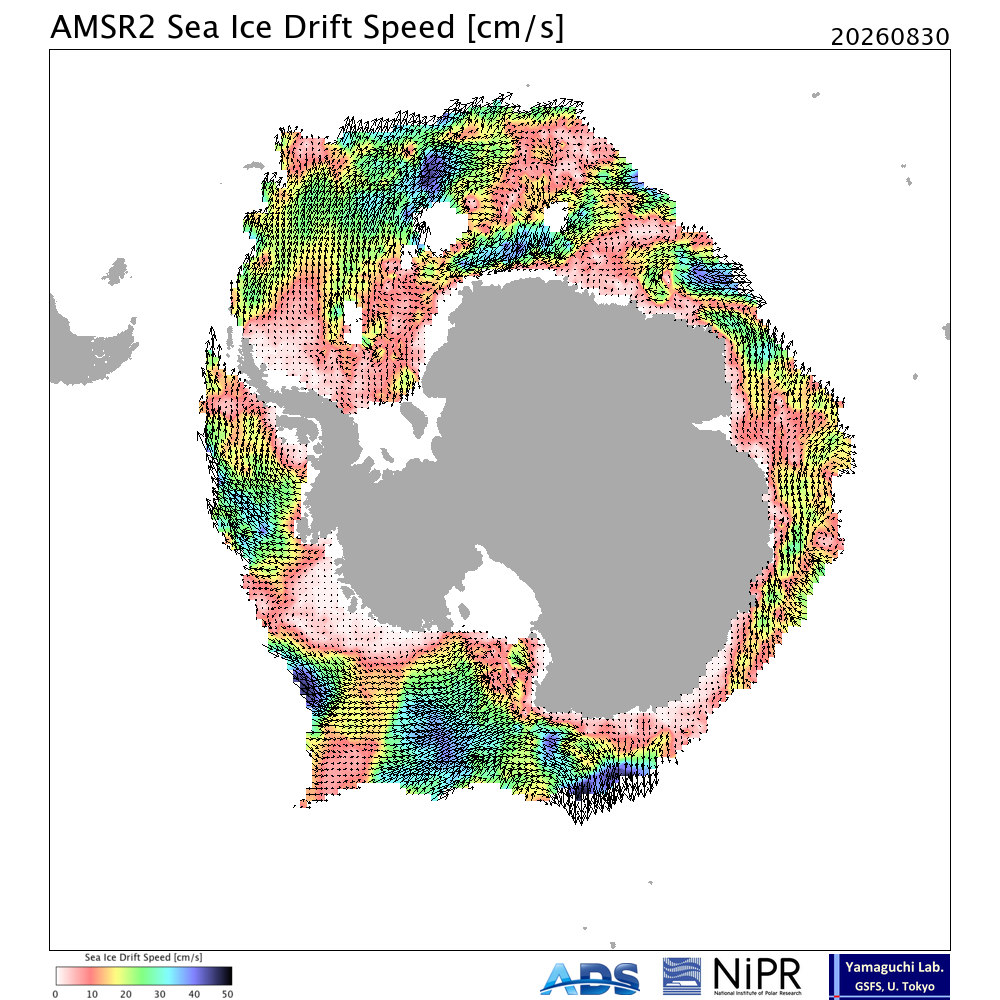 AMSR2 Sea Ice Drift Speed [cm/s]
20260830
Sea Ice Drift Speed [cm/s]
0 10 20 30 40 50
ADS
NiPR
National Institute of Polar Research
Yamaguchi Lab.
GSFS, U. Tokyo